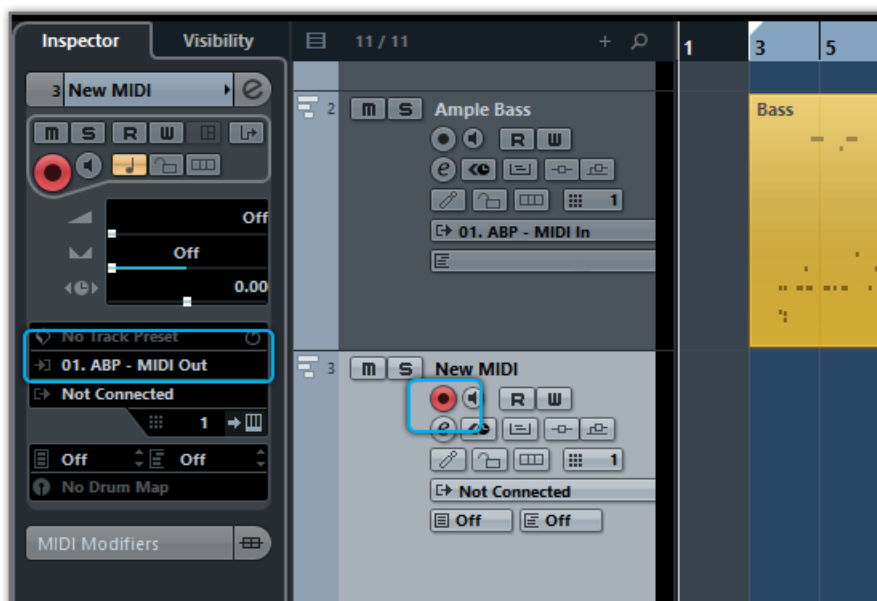 Inspector
Visibility
11 / 11
1
3
5
3 New MIDI
e
m S R W
Off
Off
0.00
No Track Preset
01. ABP - MIDI Out
Not Connected
1
Off Off
No Drum Map
MIDI Modifiers
2 m S Ample Bass
R W
e
1
01. ABP - MIDI In
3 m S New MIDI
R W
e
1
Not Connected
Off Off
Bass